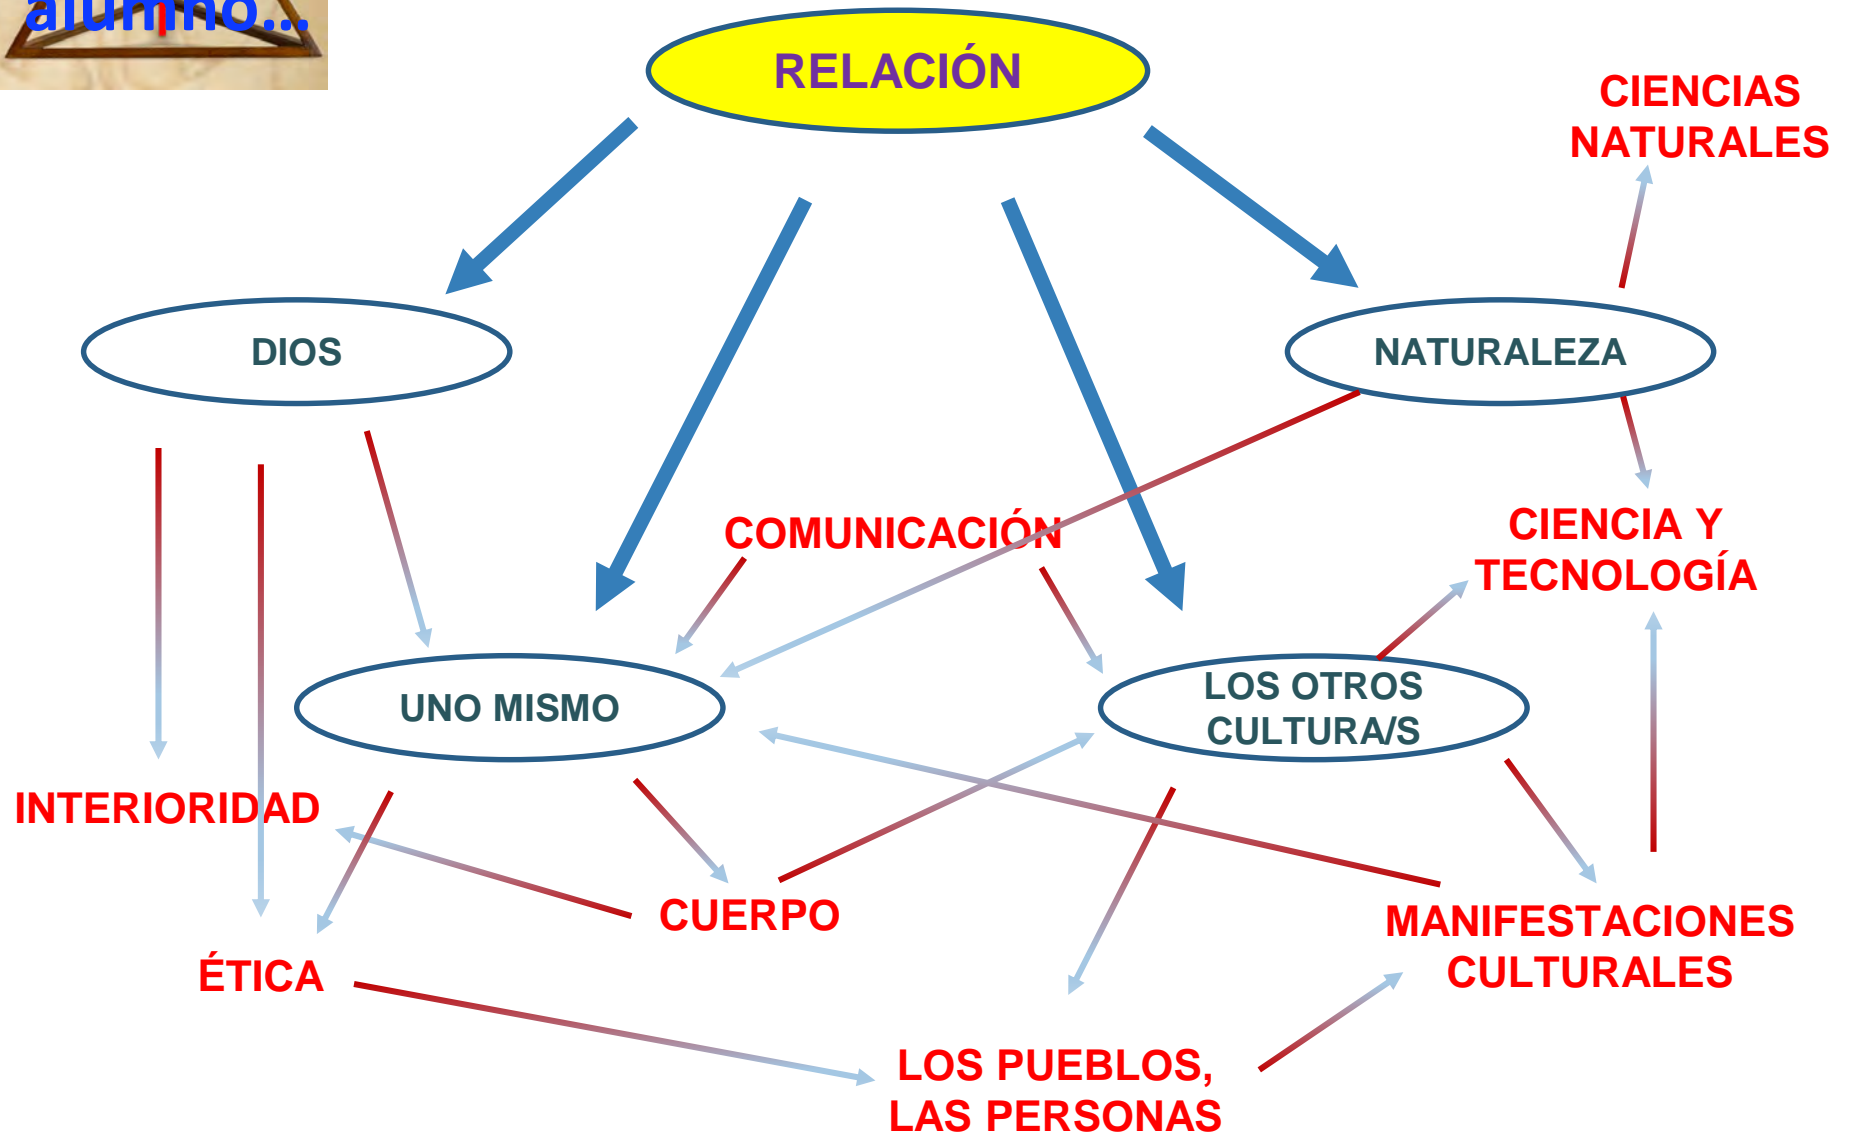 alumno...
RELACIÓN
CIENCIAS
NATURALES
DIOS
NATURALEZA
COMUNICACIÓN
CIENCIA Y
TECNOLOGÍA
UNO MISMO
LOS OTROS
CULTURA/S
INTERIORIDAD
CUERPO
MANIFESTACIONES
CULTURALES
ÉTICA
LOS PUEBLOS,
LAS PERSONAS